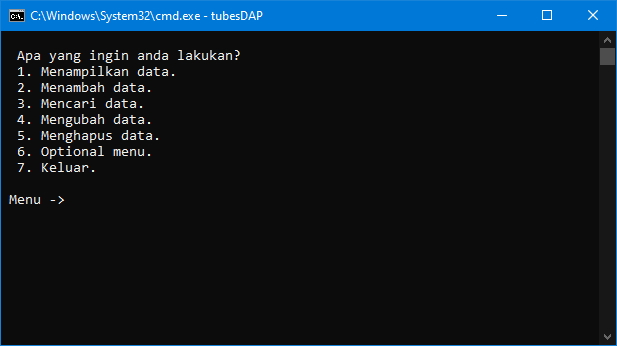 C:\Windows\System32\cmd.exe - tubesDAP
Apa yang ingin anda lakukan?
1. Menampilkan data.
2. Menambah data.
3. Mencari data.
4. Mengubah data.
5. Menghapus data.
6. Optional menu.
7. Keluar.
Menu ->